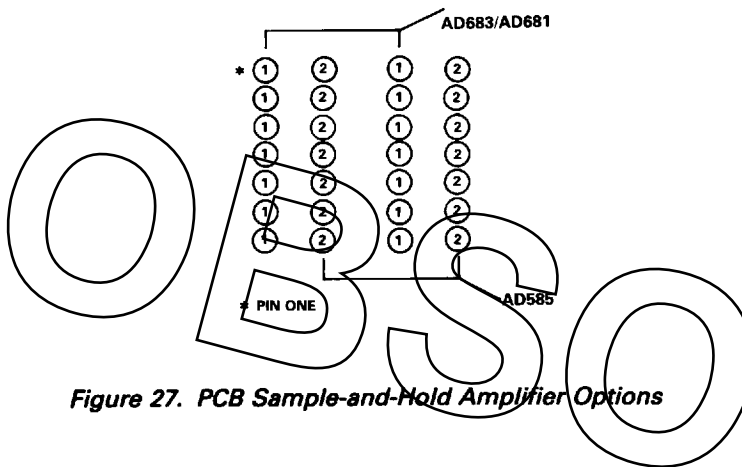 AD683/AD681
* 1 2 1 2
1 2 1 2
1 2 1 2
1 2 1 2
1 2 1 2
1 2 1 2
1 2 1 2
AD585
* PIN ONE
Figure 27. PCB Sample-and-Hold Amplifier Options
OBSO